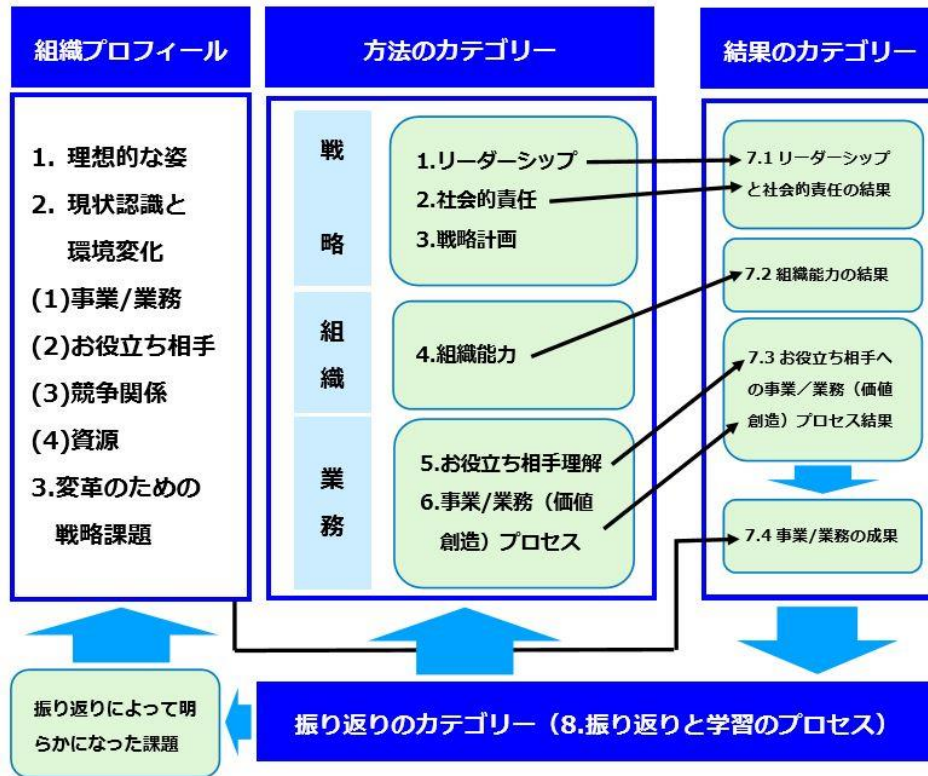 組織プロフィール
1. 理想的な姿
2. 現状認識と
環境変化
(1)事業/業務
(2)お役立ち相手
(3)競争関係
(4)資源
3.変革のための
戦略課題
方法のカテゴリー
戦
略
1.リーダーシップ
2.社会的責任
3.戦略計画
組
織
4.組織能力
業
務
5.お役立ち相手理解
6.事業/業務（価値
創造）プロセス
結果のカテゴリー
7.1 リーダーシップ
と社会的責任の結果
7.2 組織能力の結果
7.3 お役立ち相手へ
の事業／業務（価値
創造）プロセス結果
7.4 事業/業務の成果
振り返りによって明
らかになった課題
振り返りのカテゴリー（8.振り返りと学習のプロセス）